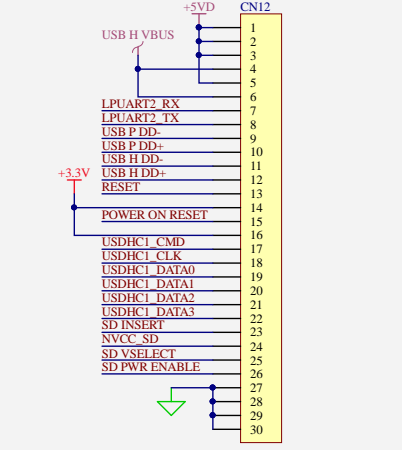 +5VD
CN12
USB H VBUS
1
2
3
4
5
6
LPUART2_RX 7
LPUART2_TX 8
USB P DD- 9
USB P DD+ 10
USB H DD- 11
USB H DD+ 12
+3.3V
RESET 13
14
POWER ON RESET 15
16
USDHC1_CMD 17
USDHC1_CLK 18
USDHC1_DATA0 19
USDHC1_DATA1 20
USDHC1_DATA2 21
USDHC1_DATA3 22
SD INSERT 23
NVCC_SD 24
SD VSELECT 25
SD PWR ENABLE 26
27
28
29
30